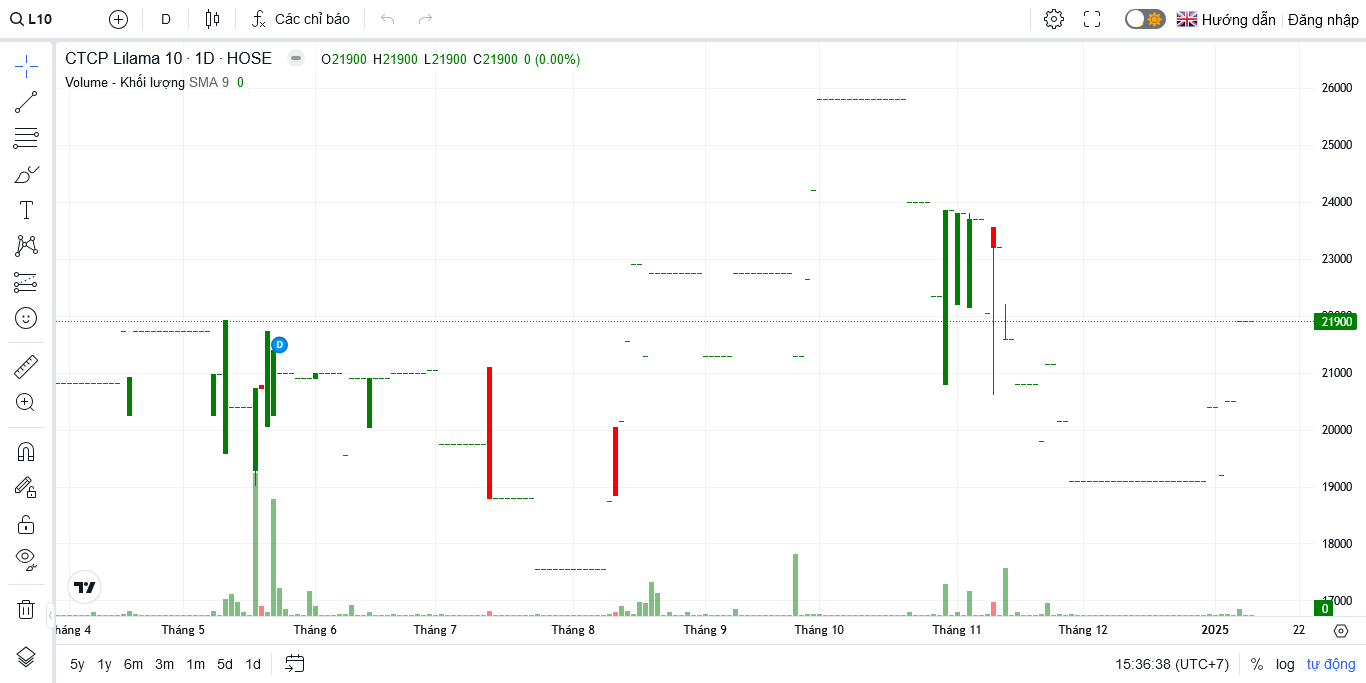 L10 D Các chỉ báo Hướng dẫn Đăng nhập
CTCP Lilama 10 · 1D · HOSE O21900 H21900 L21900 C21900 0 (0.00%)
Volume - Khối lượng SMA 9 0
26000
25000
24000
23000
21900
21000
20000
19000
18000
17000
0
D
háng 4 Tháng 5 Tháng 6 Tháng 7 Tháng 8 Tháng 9 Tháng 10 Tháng 11 Tháng 12 2025 22
5y 1y 6m 3m 1m 5d 1d 15:36:38 (UTC+7) % log tự động